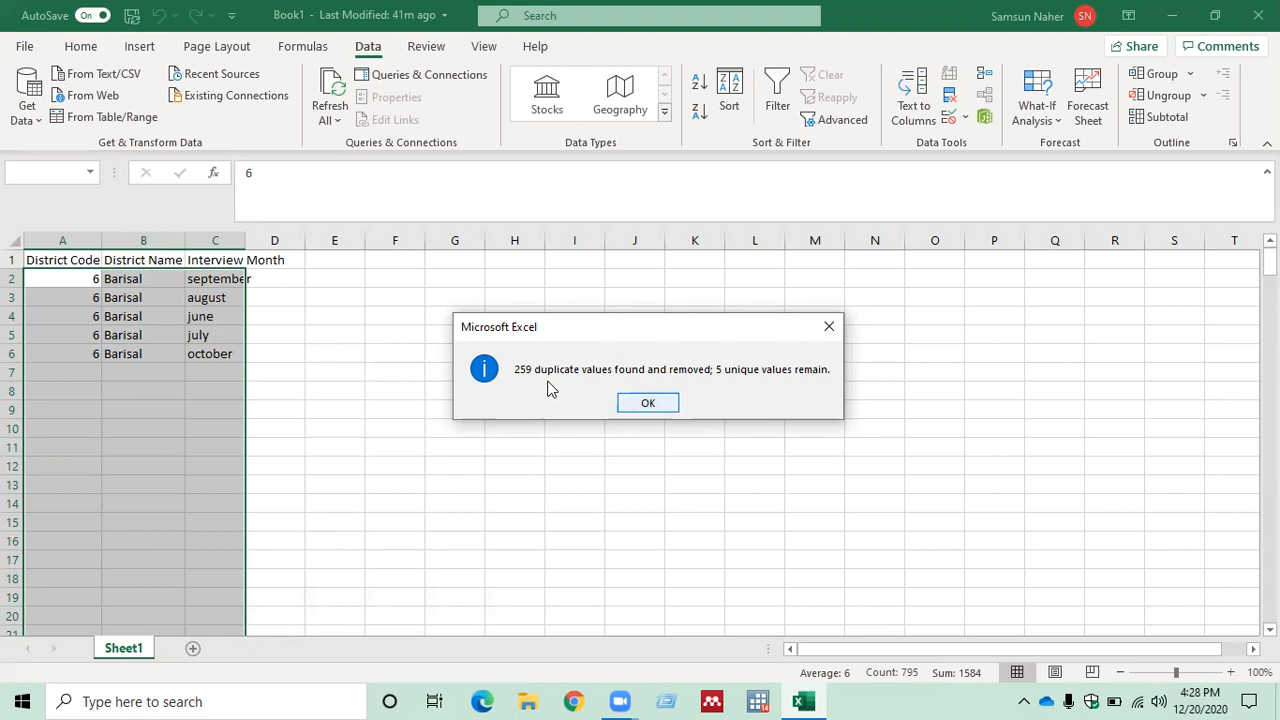 AutoSave On Book1 - Last Modified: 41m ago Search Samsun Naher SN
File Home Insert Page Layout Formulas Data Review View Help Share Comments
Get Data
From Text/CSV
From Web
From Table/Range
Recent Sources
Existing Connections
Get & Transform Data
Refresh All
Queries & Connections
Properties
Edit Links
Queries & Connections
Stocks Geography
Data Types
Sort
Filter
Clear
Reapply
Advanced
Sort & Filter
Text to Columns
Data Tools
What-If Analysis
Forecast Sheet
Forecast
Group
Ungroup
Subtotal
Outline
fx 6
A B C D E F G H I J K L M N O P Q R S T
1 District Code District Name Interview Month
2 6 Barisal september
3 6 Barisal august
4 6 Barisal june
5 6 Barisal july
6 6 Barisal october
7
8
9
10
11
12
13
14
15
16
17
18
19
20
21
Microsoft Excel
259 duplicate values found and removed; 5 unique values remain.
OK
Sheet1
Average: 6 Count: 795 Sum: 1584 100%
Type here to search
4:28 PM
12/20/2020